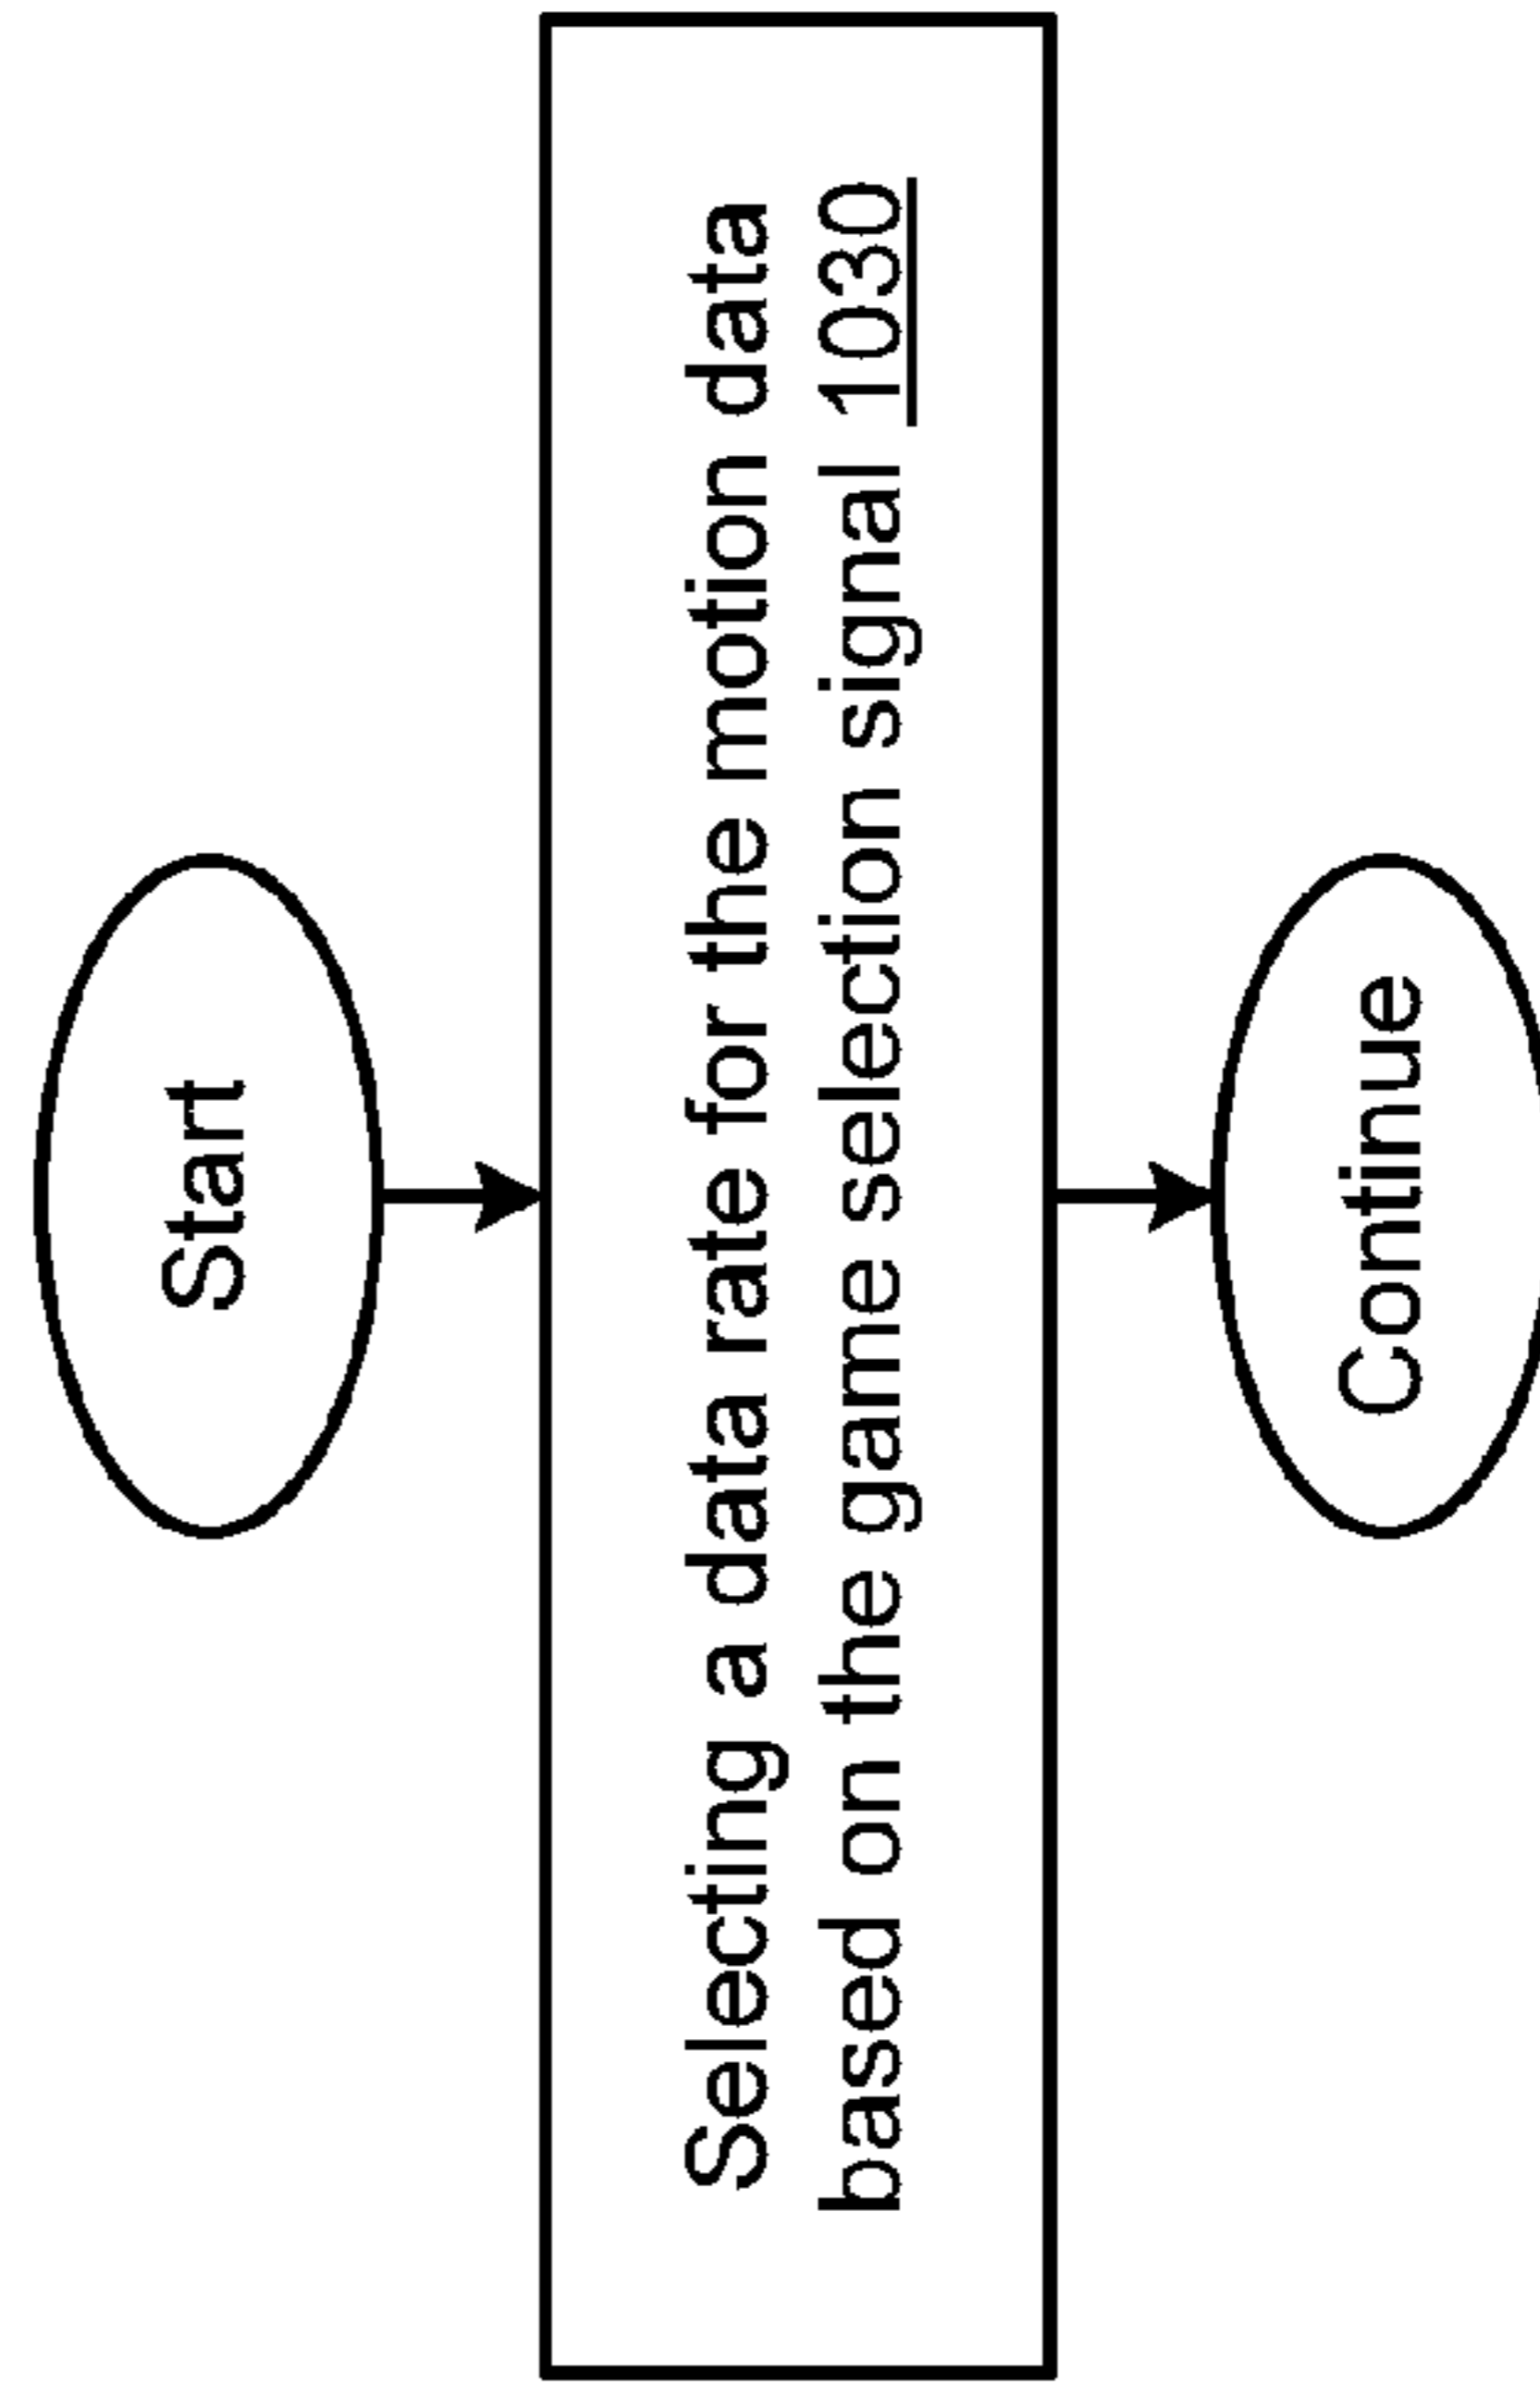 Start
Selecting a data rate for the motion data
based on the game selection signal 1030
Continue